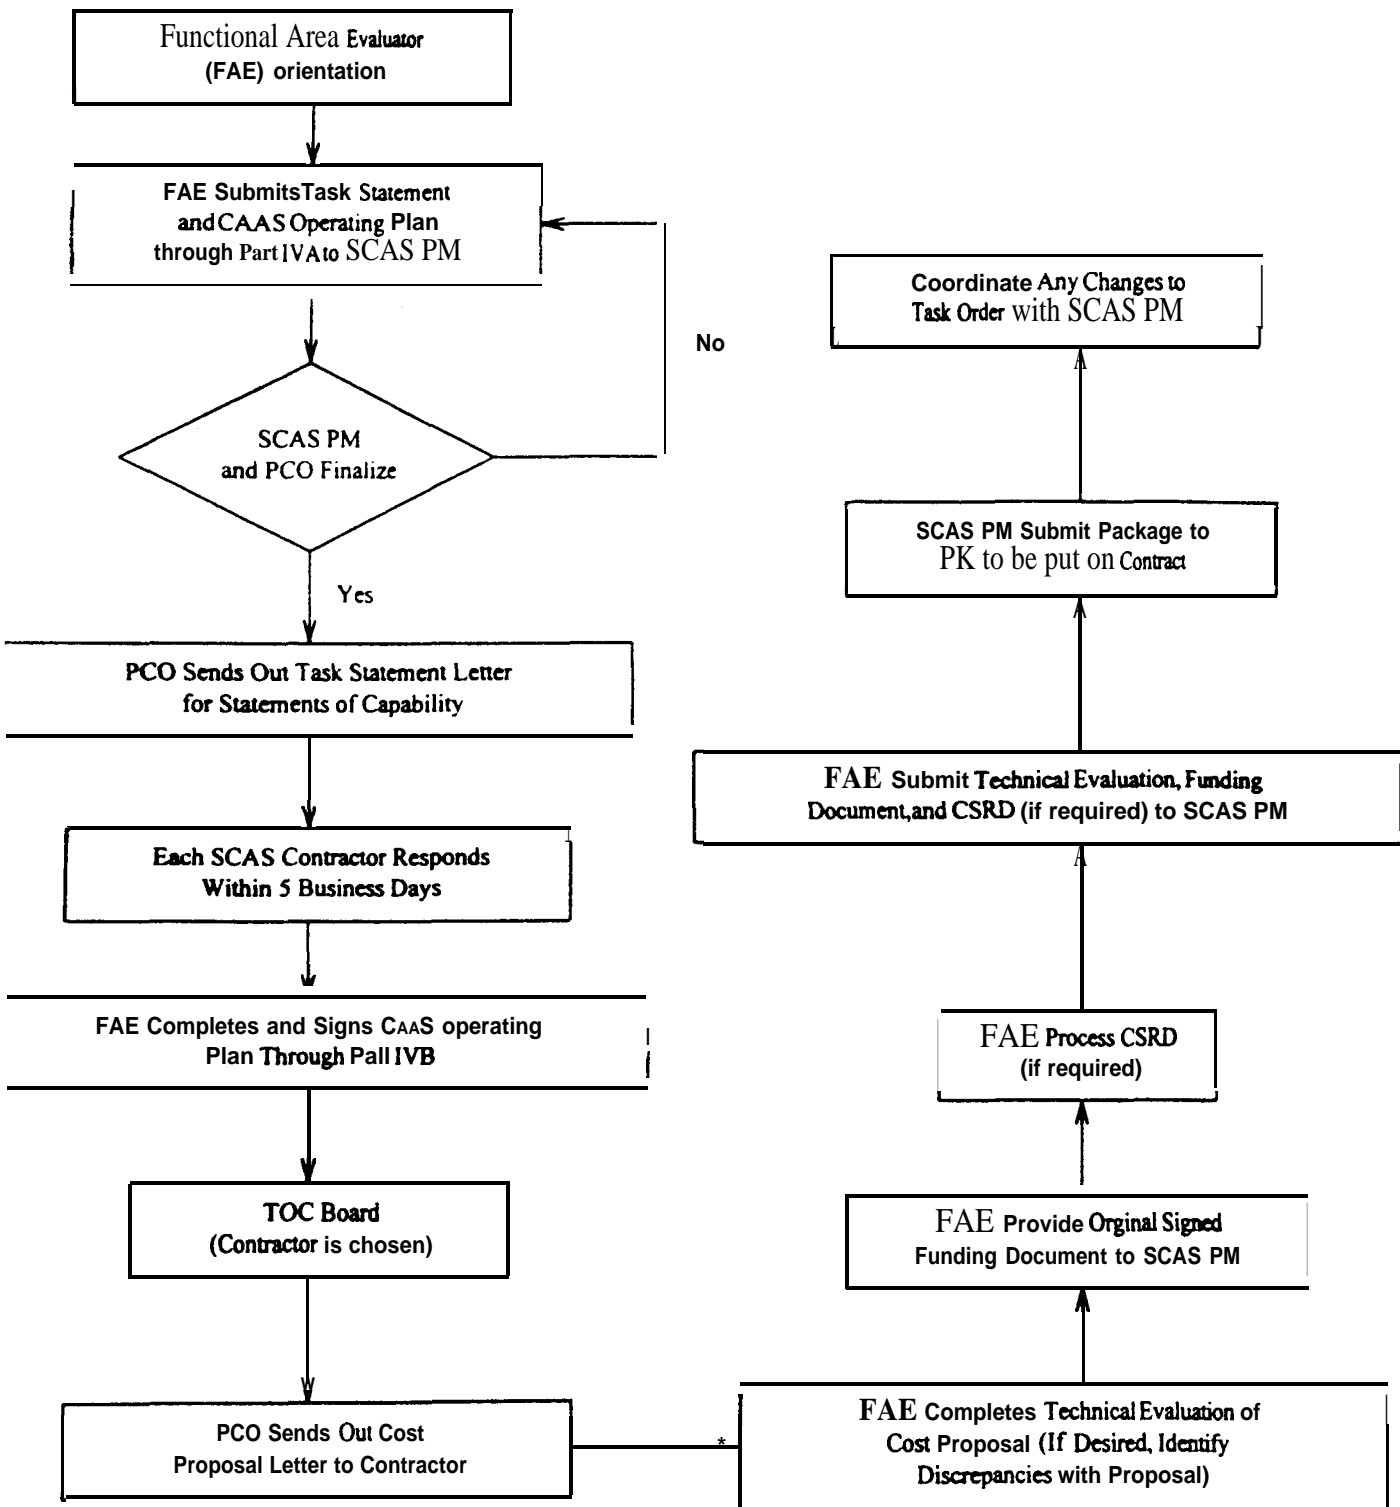 Functional Area Evaluator
(FAE) orientation
FAE SubmitsTask Statement
and CAAS Operating Plan
through Part IVA to SCAS PM
No
SCAS PM
and PCO Finalize
Yes
PCO Sends Out Task Statement Letter
for Statements of Capability
Each SCAS Contractor Responds
Within 5 Business Days
FAE Completes and Signs CAAS operating
Plan Through Pall IVB
TOC Board
(Contractor is chosen)
PCO Sends Out Cost
Proposal Letter to Contractor
FAE Completes Technical Evaluation of
Cost Proposal (If Desired, Identify
Discrepancies with Proposal)
FAE Provide Orginal Signed
Funding Document to SCAS PM
FAE Process CSRD
(if required)
FAE Submit Technical Evaluation, Funding
Document,and CSRD (if required) to SCAS PM
SCAS PM Submit Package to
PK to be put on Contract
Coordinate Any Changes to
Task Order with SCAS PM